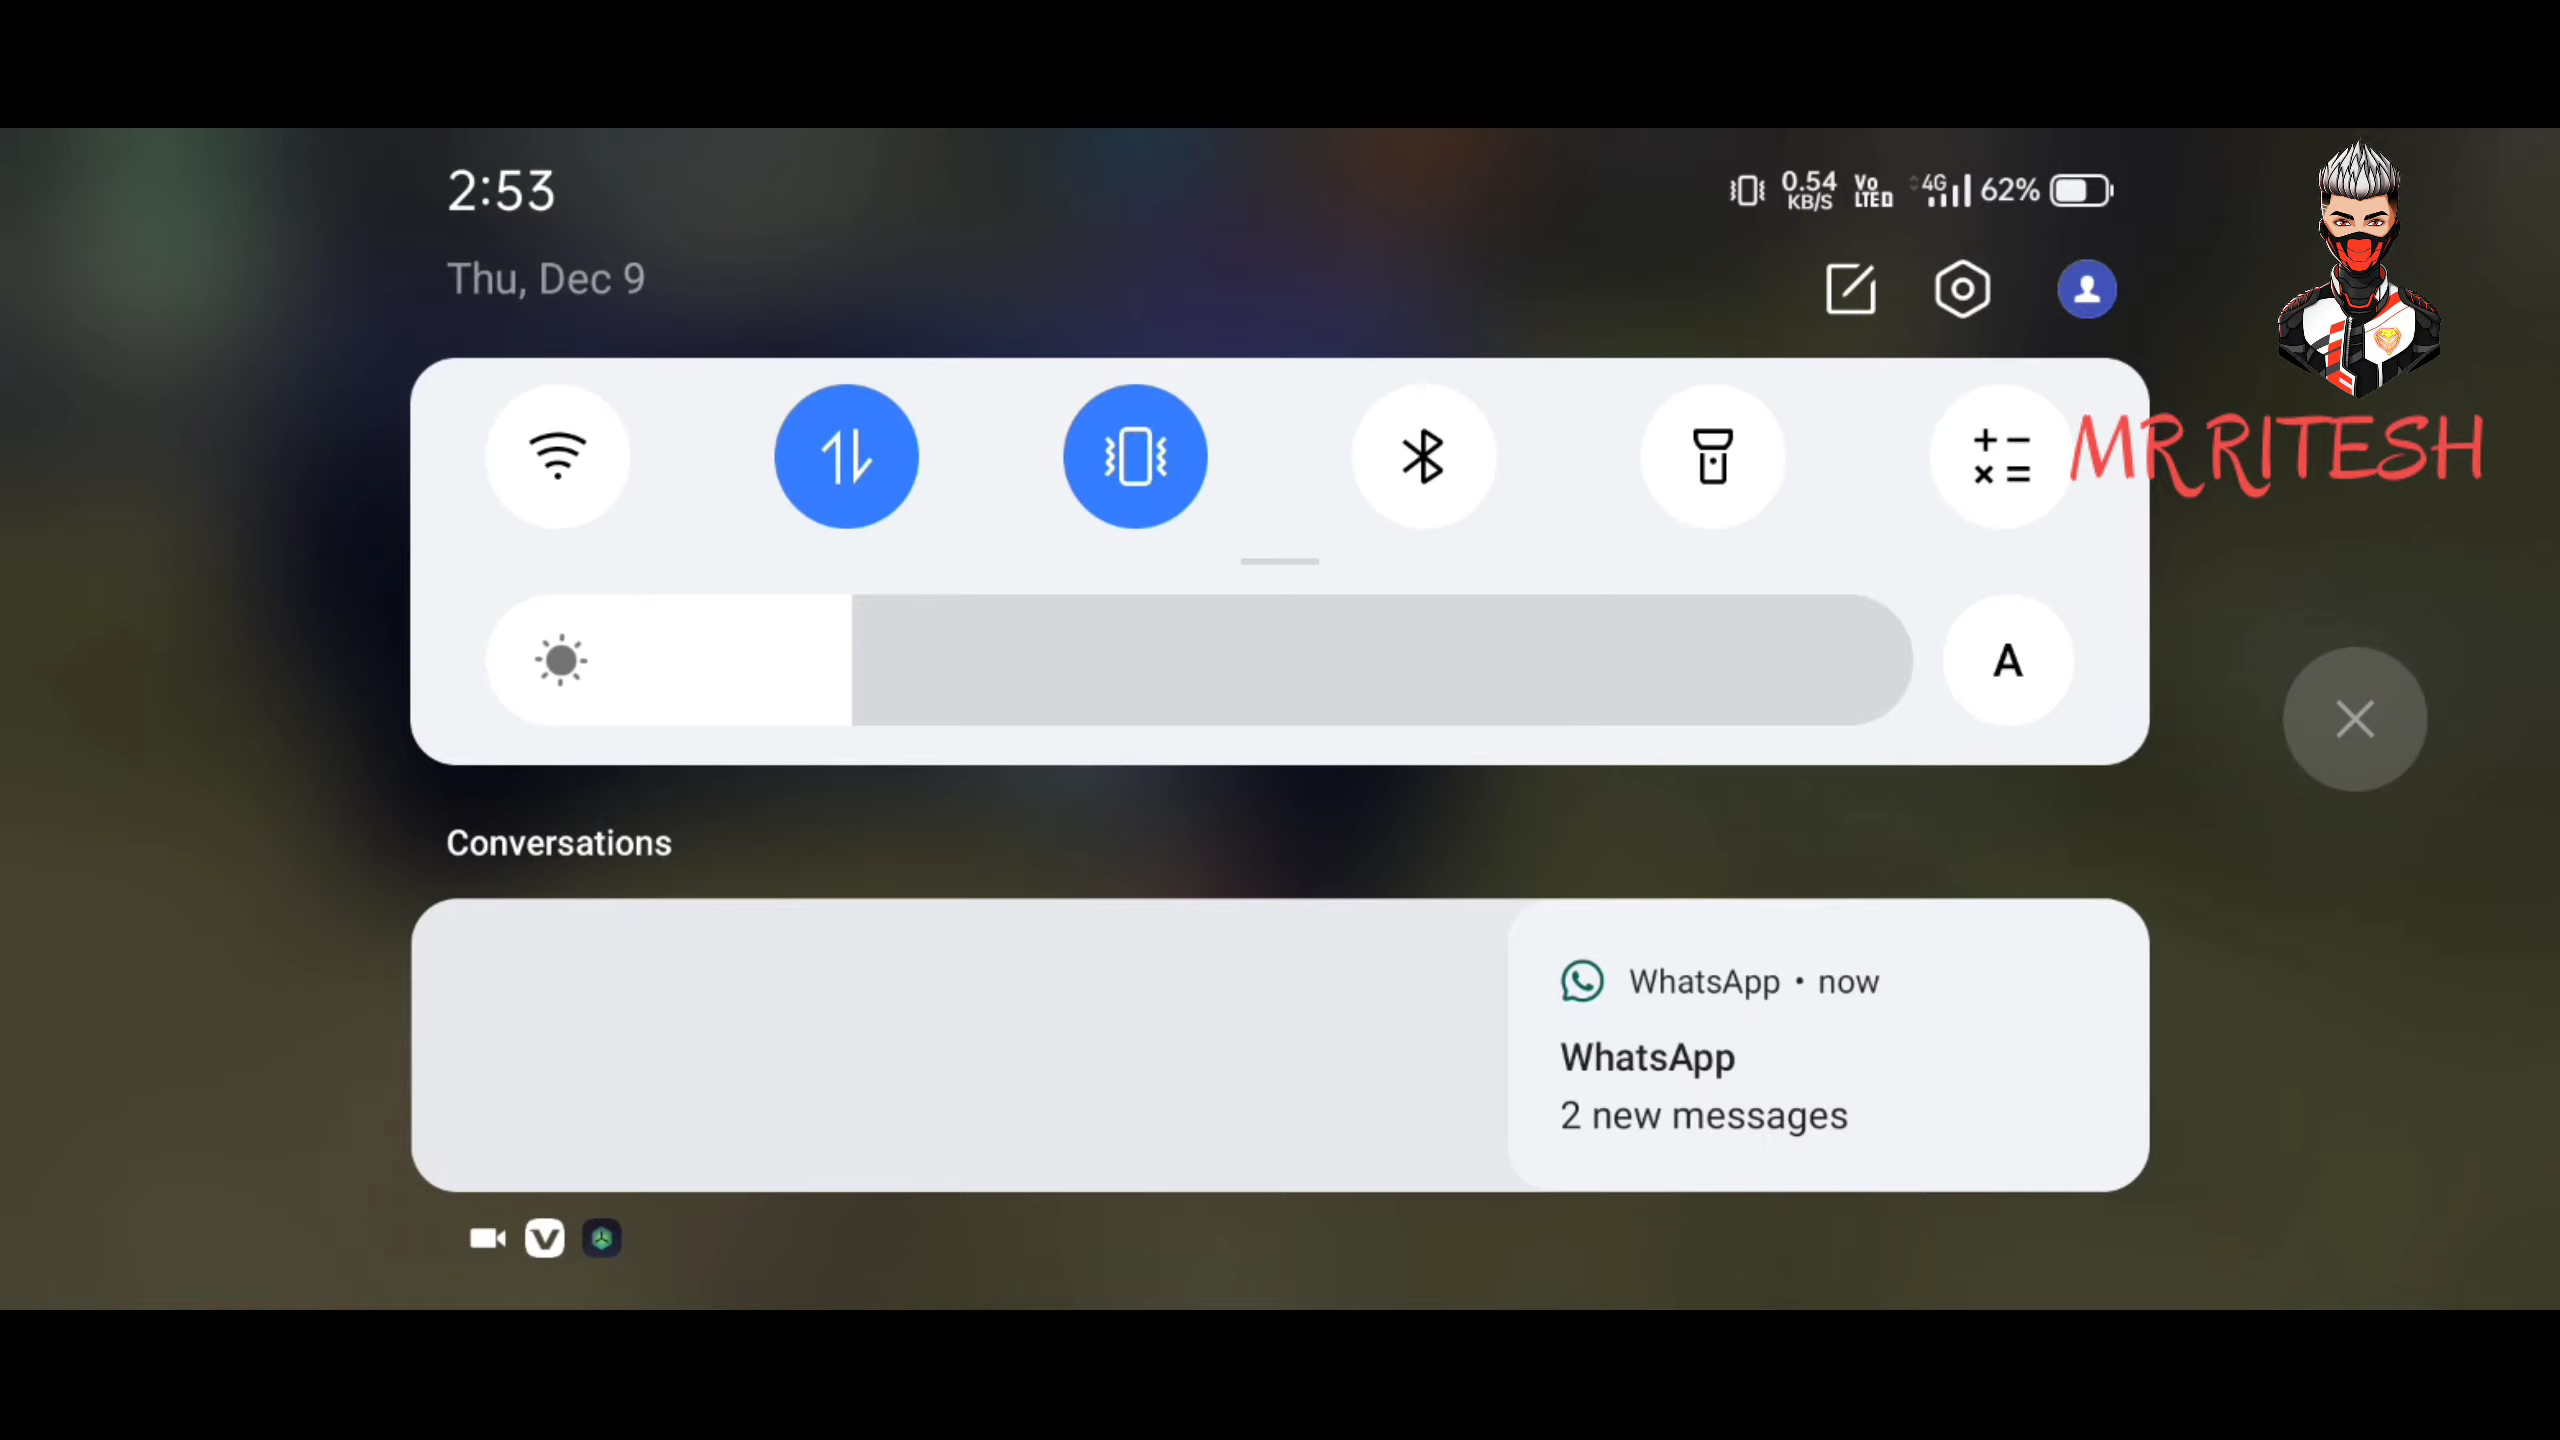 2:53
0.54 KB/S Vo LTE 4G 62%
Thu, Dec 9
MR RITESH
A
Conversations
WhatsApp • now
WhatsApp
2 new messages